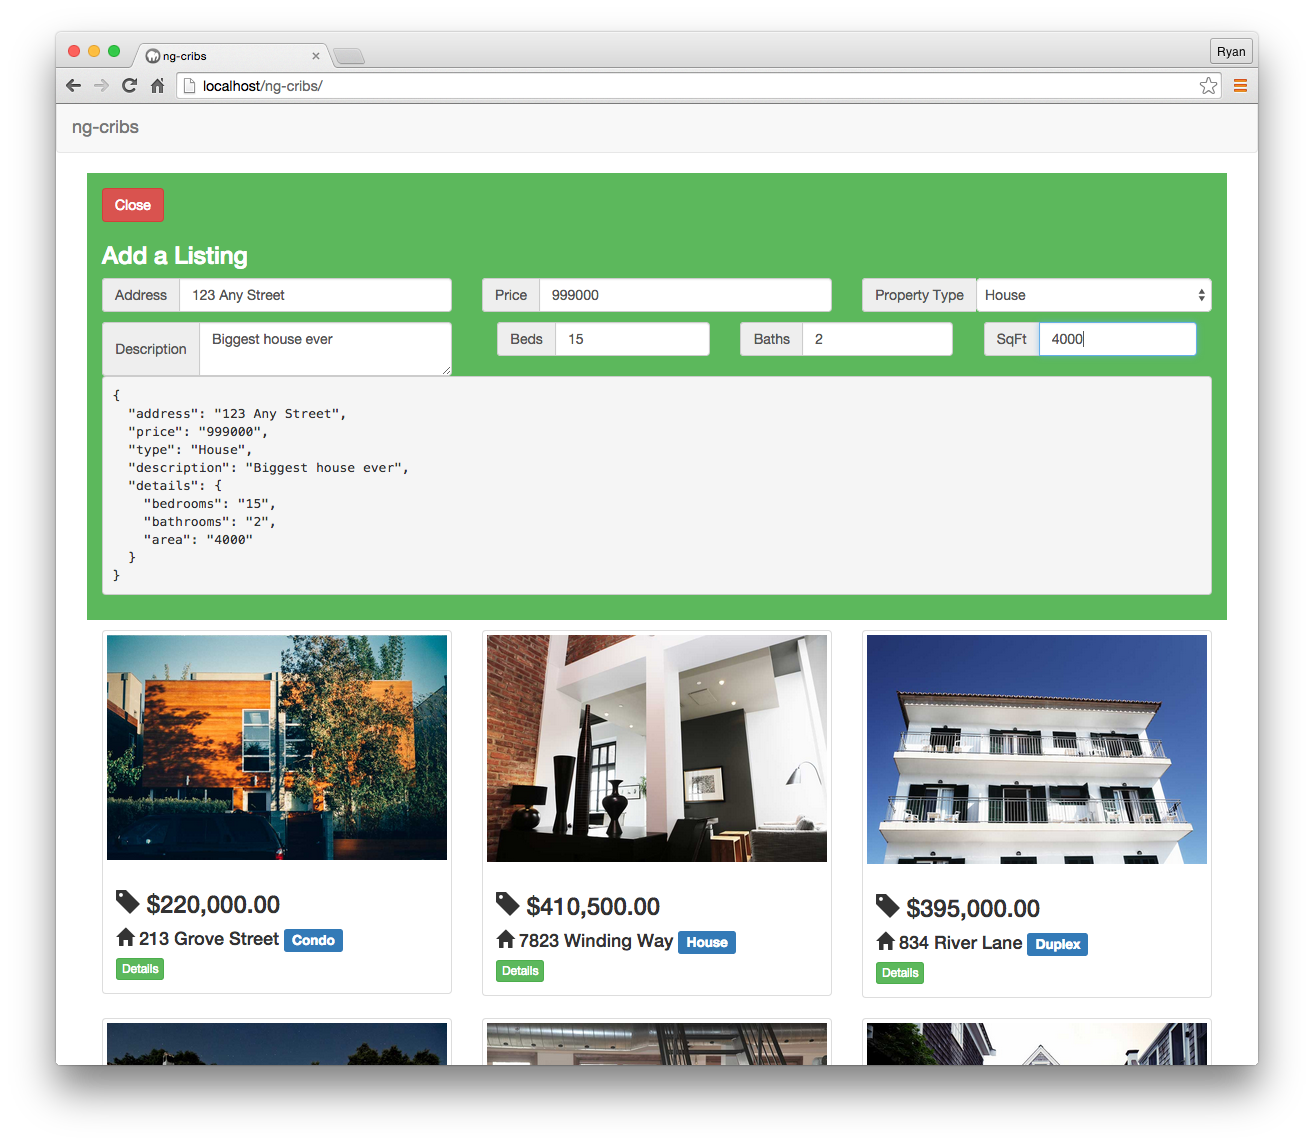 ng-cribs
Ryan
localhost/ng-cribs/
ng-cribs
Close
Add a Listing
Address 123 Any Street Price 999000 Property Type House
Description Biggest house ever Beds 15 Baths 2 SqFt 4000
{
"address": "123 Any Street",
"price": "999000",
"type": "House",
"description": "Biggest house ever",
"details": {
"bedrooms": "15",
"bathrooms": "2",
"area": "4000"
}
}
$220,000.00
213 Grove Street Condo
Details
$410,500.00
7823 Winding Way House
Details
$395,000.00
834 River Lane Duplex
Details